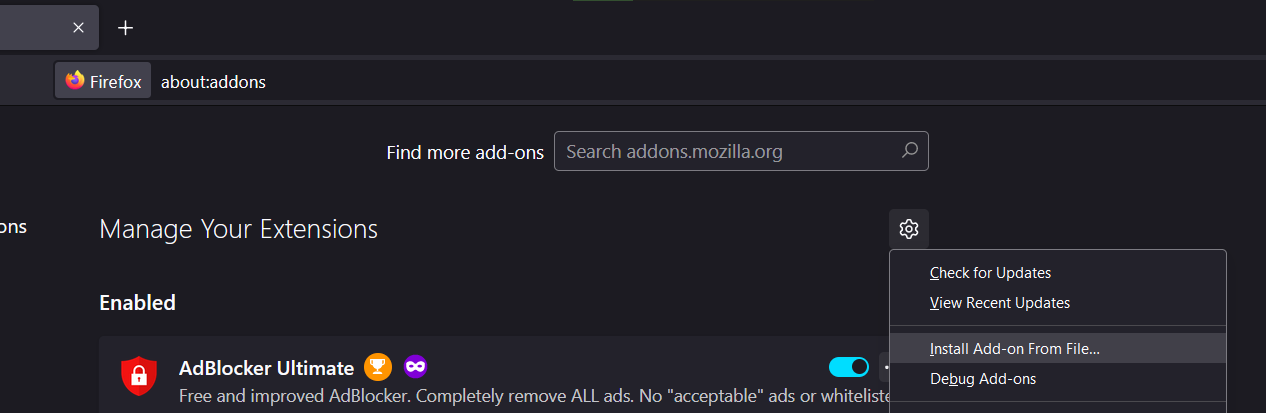 Firefox about:addons
Find more add-ons Search addons.mozilla.org
ons Manage Your Extensions
Check for Updates
View Recent Updates
Enabled
Install Add-on From File...
AdBlocker Ultimate
Debug Add-ons
Free and improved AdBlocker. Completely remove ALL ads. No "acceptable" ads or whiteliste